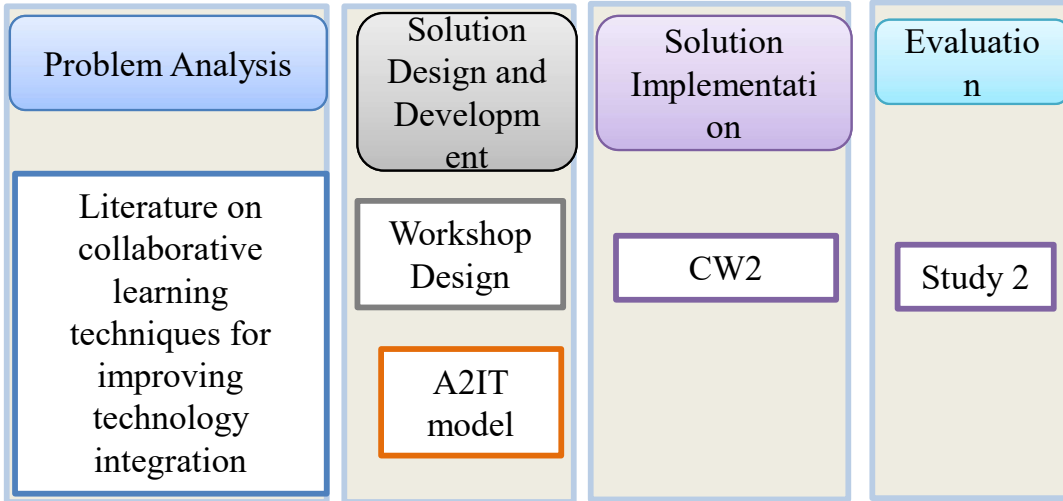 Problem Analysis
Literature on
collaborative
learning
techniques for
improving
technology
integration
Solution
Design and
Developm
ent
Workshop
Design
A2IT
model
Solution
Implementati
on
CW2
Evaluatio
n
Study 2